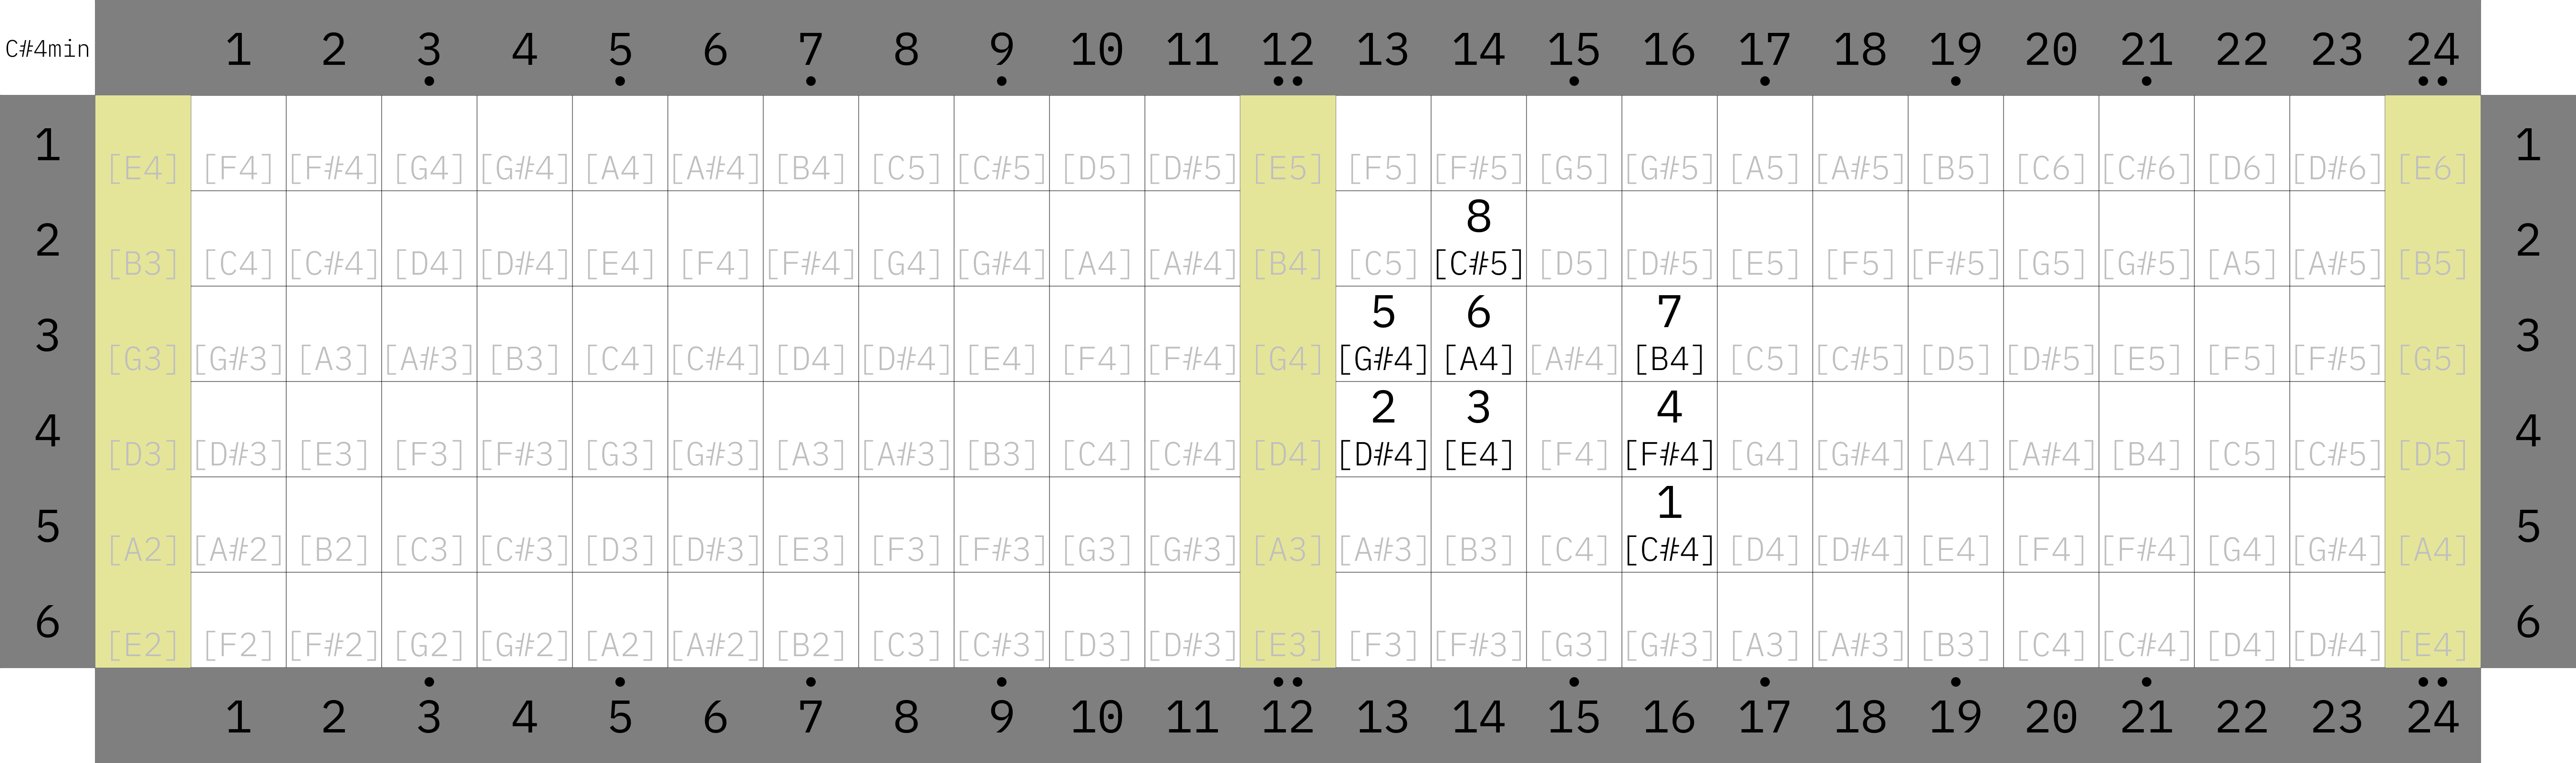 C#4min 1 2 3 4 5 6 7 8 9 10 11 12 13 14 15 16 17 18 19 20 21 22 23 24
1 [E4] [F4] [F#4] [G4] [G#4] [A4] [A#4] [B4] [C5] [C#5] [D5] [D#5] [E5] [F5] [F#5] [G5] [G#5] [A5] [A#5] [B5] [C6] [C#6] [D6] [D#6] [E6] 1
8
2 [B3] [C4] [C#4] [D4] [D#4] [E4] [F4] [F#4] [G4] [G#4] [A4] [A#4] [B4] [C5] [C#5] [D5] [D#5] [E5] [F5] [F#5] [G5] [G#5] [A5] [A#5] [B5] 2
5 6 7
3 [G3] [G#3] [A3] [A#3] [B3] [C4] [C#4] [D4] [D#4] [E4] [F4] [F#4] [G4] [G#4] [A4] [A#4] [B4] [C5] [C#5] [D5] [D#5] [E5] [F5] [F#5] [G5] 3
2 3 4
4 [D3] [D#3] [E3] [F3] [F#3] [G3] [G#3] [A3] [A#3] [B3] [C4] [C#4] [D4] [D#4] [E4] [F4] [F#4] [G4] [G#4] [A4] [A#4] [B4] [C5] [C#5] [D5] 4
1
5 [A2] [A#2] [B2] [C3] [C#3] [D3] [D#3] [E3] [F3] [F#3] [G3] [G#3] [A3] [A#3] [B3] [C4] [C#4] [D4] [D#4] [E4] [F4] [F#4] [G4] [G#4] [A4] 5
6 [E2] [F2] [F#2] [G2] [G#2] [A2] [A#2] [B2] [C3] [C#3] [D3] [D#3] [E3] [F3] [F#3] [G3] [G#3] [A3] [A#3] [B3] [C4] [C#4] [D4] [D#4] [E4] 6
1 2 3 4 5 6 7 8 9 10 11 12 13 14 15 16 17 18 19 20 21 22 23 24